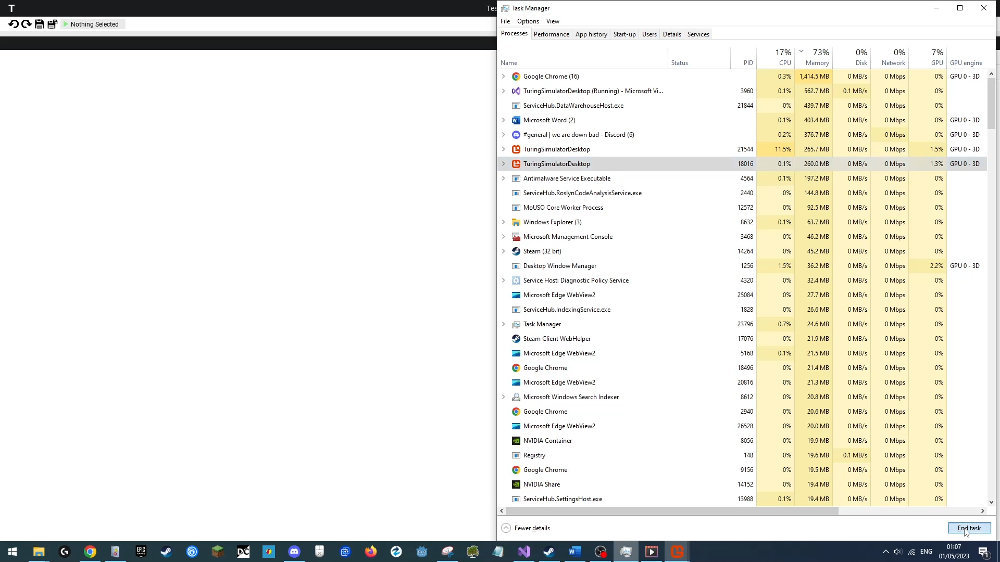 T
Tes
Nothing Selected
Task Manager
File Options View
Processes Performance App history Start-up Users Details Services
17% 73% 0% 0% 7%
Name Status PID CPU Memory Disk Network GPU GPU engine
Google Chrome (16) 0.3% 1,414.5 MB 0 MB/s 0 Mbps 0% GPU 0 - 3D
TuringSimulatorDesktop (Running) - Microsoft Vi... 3960 0.1% 562.7 MB 0.1 MB/s 0 Mbps 0%
ServiceHub.DataWarehouseHost.exe 21844 0% 439.7 MB 0 MB/s 0 Mbps 0%
Microsoft Word (2) 0.1% 403.4 MB 0 MB/s 0 Mbps 0% GPU 0 - 3D
#general | we are down bad - Discord (6) 0.2% 376.7 MB 0 MB/s 0 Mbps 0% GPU 0 - 3D
TuringSimulatorDesktop 21544 11.5% 265.7 MB 0 MB/s 0 Mbps 1.5% GPU 0 - 3D
TuringSimulatorDesktop 18016 0.1% 260.0 MB 0 MB/s 0 Mbps 1.3% GPU 0 - 3D
Antimalware Service Executable 4564 0.1% 197.2 MB 0 MB/s 0 Mbps 0%
ServiceHub.RoslynCodeAnalysisService.exe 2440 0% 144.8 MB 0 MB/s 0 Mbps 0%
MoUSO Core Worker Process 12572 0% 92.5 MB 0 MB/s 0 Mbps 0%
Windows Explorer (3) 8632 0.1% 63.7 MB 0 MB/s 0 Mbps 0%
Microsoft Management Console 3468 0% 46.2 MB 0 MB/s 0 Mbps 0%
Steam (32 bit) 14264 0% 45.2 MB 0 MB/s 0 Mbps 0%
Desktop Window Manager 1256 1.5% 36.2 MB 0 MB/s 0 Mbps 2.2% GPU 0 - 3D
Service Host: Diagnostic Policy Service 4320 0% 32.4 MB 0 MB/s 0 Mbps 0%
Microsoft Edge WebView2 25084 0% 27.7 MB 0 MB/s 0 Mbps 0%
ServiceHub.IndexingService.exe 1828 0% 26.6 MB 0 MB/s 0 Mbps 0%
Task Manager 23796 0.7% 24.6 MB 0 MB/s 0 Mbps 0%
Steam Client WebHelper 17076 0% 21.9 MB 0 MB/s 0 Mbps 0%
Microsoft Edge WebView2 5168 0.1% 21.5 MB 0 MB/s 0 Mbps 0%
Google Chrome 18496 0% 21.4 MB 0 MB/s 0 Mbps 0%
Microsoft Edge WebView2 20816 0% 21.3 MB 0 MB/s 0 Mbps 0%
Microsoft Windows Search Indexer 8612 0% 20.8 MB 0 MB/s 0 Mbps 0%
Google Chrome 2940 0% 20.6 MB 0 MB/s 0 Mbps 0%
Microsoft Edge WebView2 26528 0% 20.0 MB 0 MB/s 0 Mbps 0%
NVIDIA Container 8056 0% 19.9 MB 0 MB/s 0 Mbps 0%
Registry 148 0% 19.6 MB 0.1 MB/s 0 Mbps 0%
Google Chrome 9156 0% 19.5 MB 0 MB/s 0 Mbps 0%
NVIDIA Share 14152 0% 19.4 MB 0 MB/s 0 Mbps 0%
ServiceHub.SettingsHost.exe 13988 0.1% 19.4 MB 0 MB/s 0 Mbps 0%
Fewer details End task
EPIC GAMES DC ENG 01:07
01/05/2023 1